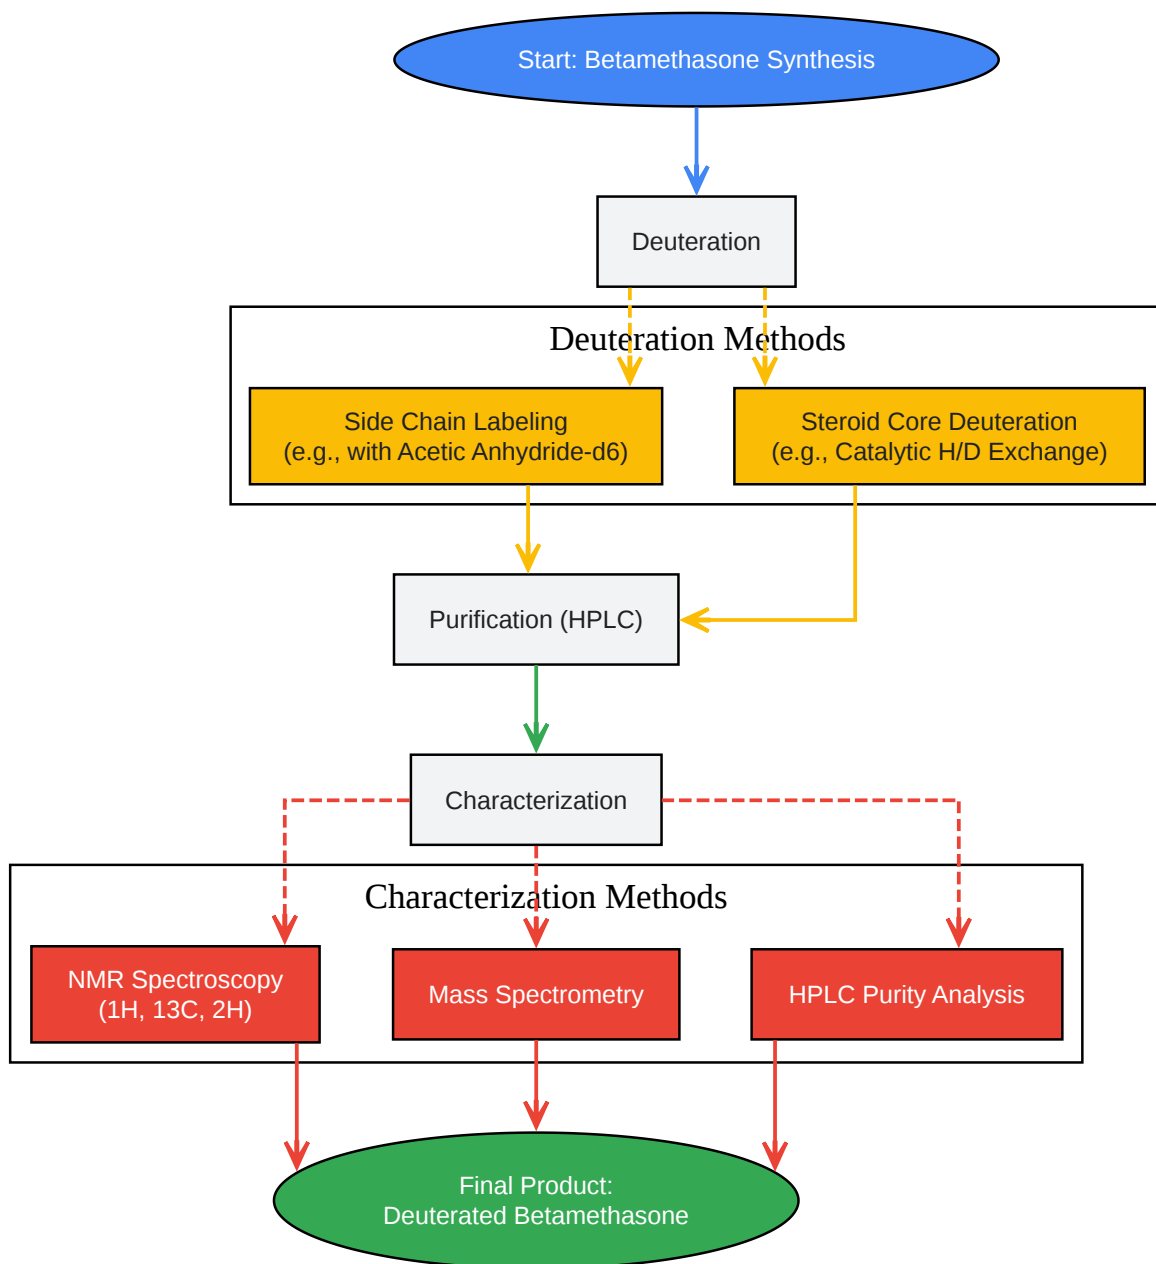 Start: Betamethasone Synthesis
Deuteration
Deuteration Methods
Side Chain Labeling
(e.g., with Acetic Anhydride-d6)
Steroid Core Deuteration
(e.g., Catalytic H/D Exchange)
Purification (HPLC)
Characterization
Characterization Methods
NMR Spectroscopy
(1H, 13C, 2H)
Mass Spectrometry
HPLC Purity Analysis
Final Product:
Deuterated Betamethasone